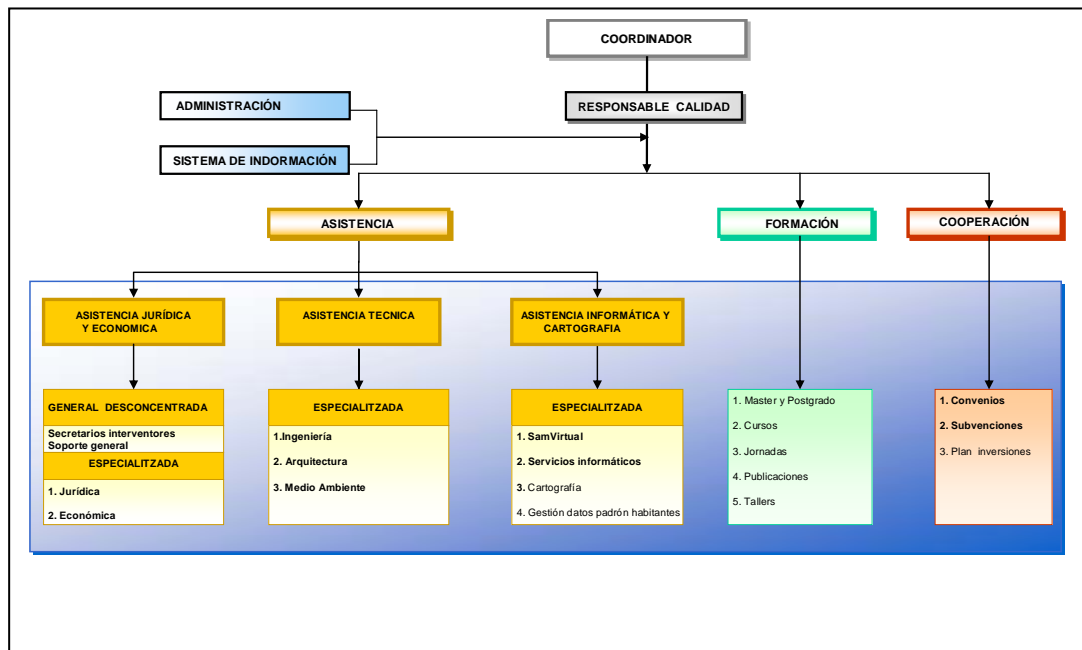 COORDINADOR
ADMINISTRACIÓN
RESPONSABLE CALIDAD
SISTEMA DE INDORMACIÓN
ASISTENCIA
FORMACIÓN
COOPERACIÓN
ASISTENCIA JURÍDICA
Y ECONOMICA
ASISTENCIA TECNICA
ASISTENCIA INFORMÁTICA Y
CARTOGRAFIA
GENERAL DESCONCENTRADA
Secretarios interventores
Soporte general
ESPECIALITZADA
1. Jurídica
2. Económica
ESPECIALITZADA
1.Ingeniería
2. Arquitectura
3. Medio Ambiente
ESPECIALITZADA
1. SamVirtual
2. Servicios informáticos
3. Cartografía
4. Gestión datos padrón habitantes
1. Master y Postgrado
2. Cursos
3. Jornadas
4. Publicaciones
5. Tallers
1. Convenios
2. Subvenciones
3. Plan inversiones